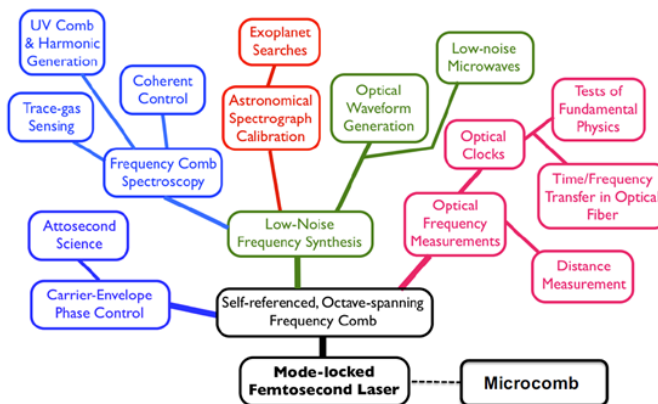 UV Comb
& Harmonic
Generation
Exoplanet
Searches
Low-noise
Microwaves
Coherent
Control
Optical
Waveform
Generation
Tests of
Fundamental
Physics
Trace-gas
Sensing
Astronomical
Spectrograph
Calibration
Optical
Clocks
Frequency Comb
Spectroscopy
Time/Frequency
Transfer in Optical
Fiber
Attosecond
Science
Low-Noise
Frequency Synthesis
Optical
Frequency
Measurements
Distance
Measurement
Carrier-Envelope
Phase Control
Self-referenced, Octave-spanning
Frequency Comb
Mode-locked
Femtosecond Laser
Microcomb